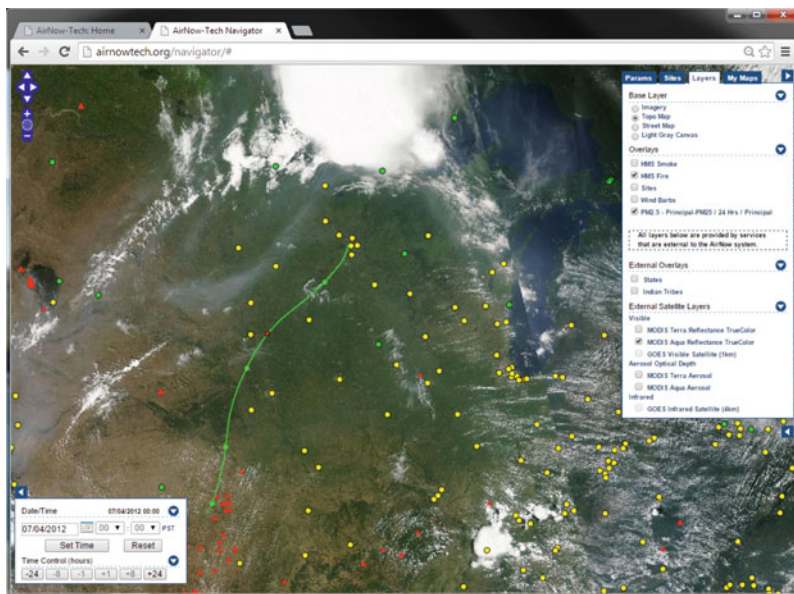 AirNow-Tech: Home
AirNow-Tech Navigator
airnowtech.org/navigator/#
Params Sites Layers My Maps
Base Layer
Imagery
Topo Map
Street Map
Light Gray Canvas
Overlays
HMS Smoke
HMS Fire
Sites
Wind Barbs
PM2.5 - Principal-PM25 / 24 Hrs / Principal
All layers below are provided by services
that are external to the AirNow system.
External Overlays
States
Indian Tribes
External Satellite Layers
Visible
MODIS Terra Reflectance TrueColor
MODIS Aqua Reflectance TrueColor
GOES Visible Satellite (1km)
Aerosol Optical Depth
MODIS Terra Aerosol
MODIS Aqua Aerosol
Infrared
GOES Infrared Satellite (4km)
Date/Time 07/04/2012 00:00
07/04/2012 00 : 00 PST
Set Time Reset
Time Control (hours)
-24 -8 -1 +1 +8 +24